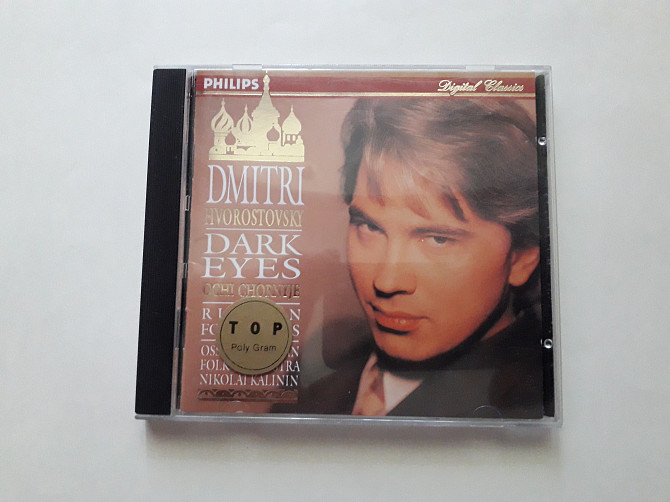 PHILIPS
Digital Classics
DMITRI
HVOROSTOVSKY
DARK
EYES
OCHI CHORNYJE
TOP
Poly Gram
NIKOLAI KALININ